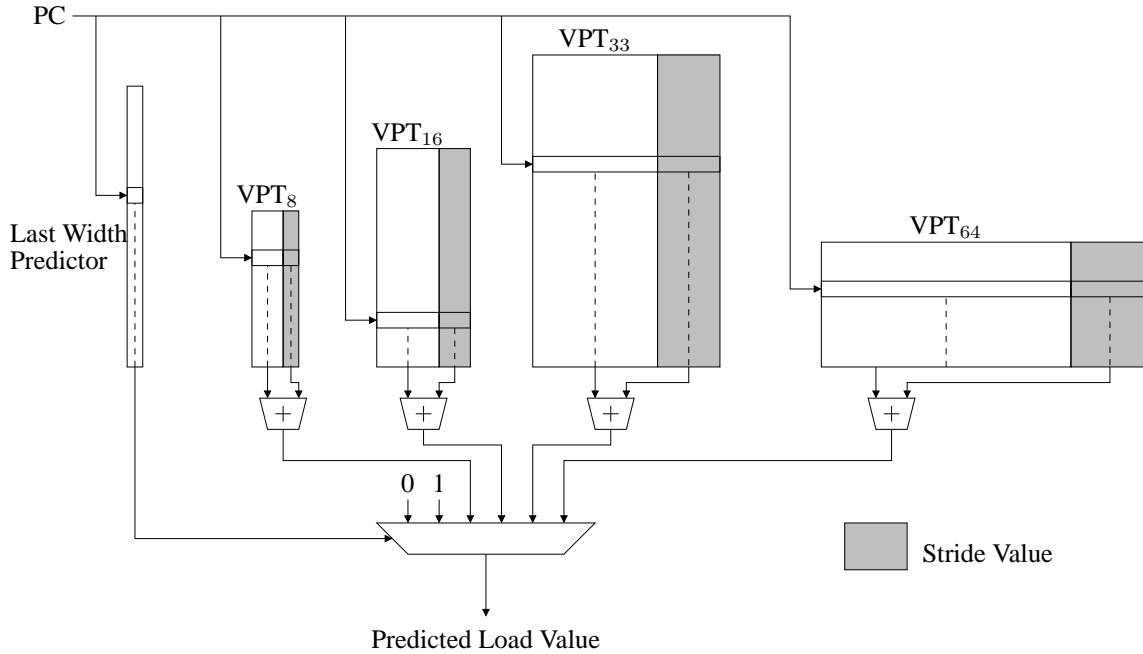 PC
VPT₃₃
VPT₁₆
VPT₈
VPT₆₄
Last Width
Predictor
+ + + +
0 1
Stride Value
Predicted Load Value